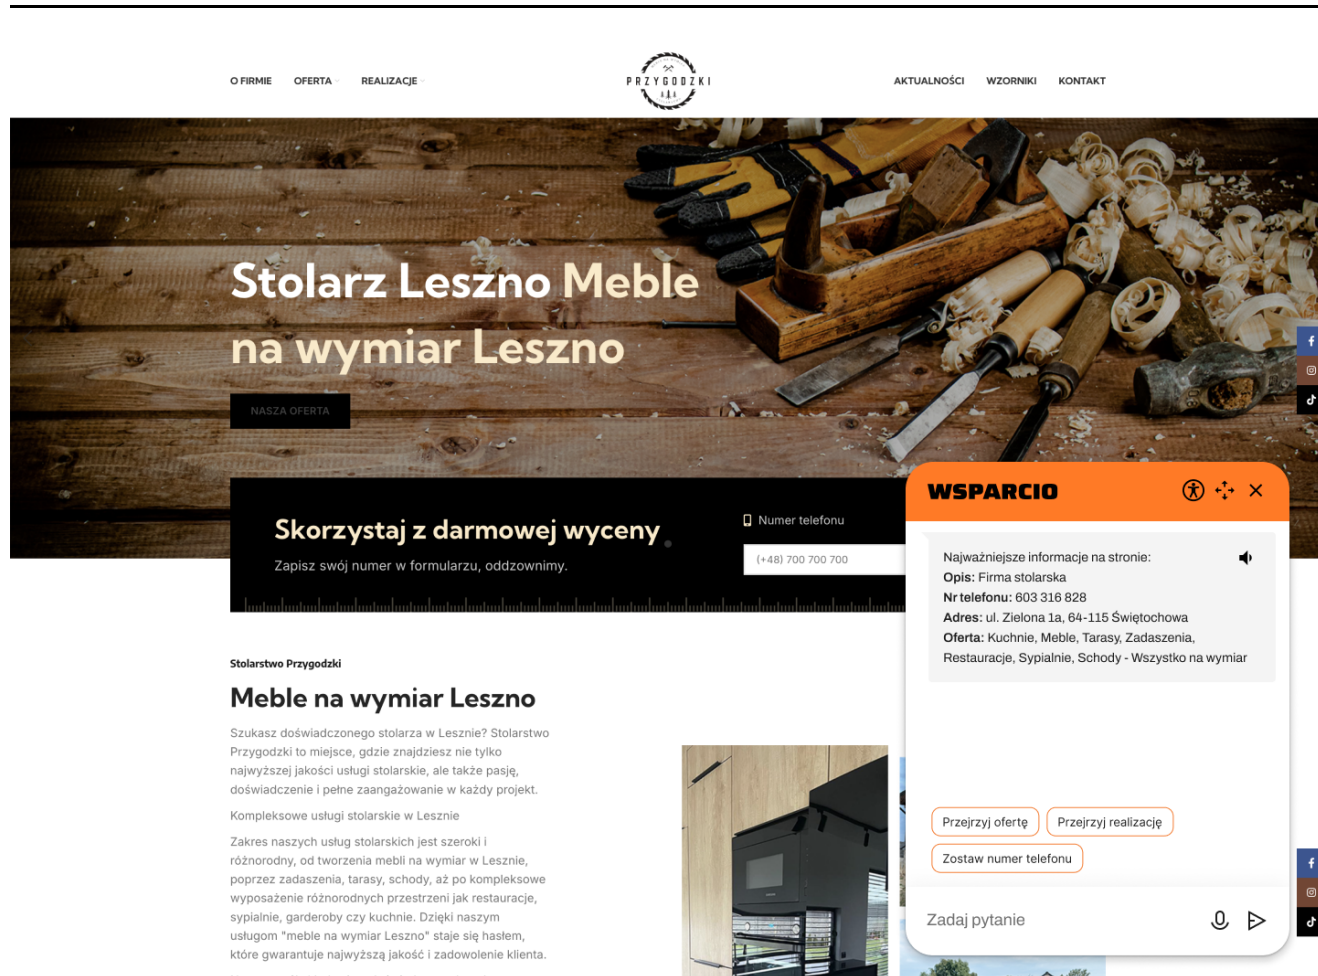 O FIRMIE
OFERTA
REALIZACJE
PRZYGODZKI
AKTUALNOŚCI
WZORNIKI
KONTAKT
Stolarz Leszno Meble
na wymiar Leszno
NASZA OFERTA
Skorzystaj z darmowej wyceny
Zapisz swój numer w formularzu, oddzownimy.
Numer telefonu
(+48) 700 700 700
Stolarstwo Przygodzki
Meble na wymiar Leszno
Szukasz doświadczonego stolarza w Lesznie? Stolarstwo
Przygodzki to miejsce, gdzie znajdziesz nie tylko
najwyższej jakości usługi stolarskie, ale także pasję,
doświadczenie i pełne zaangażowanie w każdy projekt.
Kompleksowe usługi stolarskie w Lesznie
Zakres naszych usług stolarskich jest szeroki i
różnorodny, od tworzenia mebli na wymiar w Lesznie,
poprzez zadaszenia, tarasy, schody, aż po kompleksowe
wyposażenie różnorodnych przestrzeni jak restauracje,
sypialnie, garderoby czy kuchnie. Dzięki naszym
usługom "meble na wymiar Leszno" staje się hasłem,
które gwarantuje najwyższą jakość i zadowolenie klienta.
WSPARCIO
Najważniejsze informacje na stronie:
Opis: Firma stolarska
Nr telefonu: 603 316 828
Adres: ul. Zielona 1a, 64-115 Świętochowa
Oferta: Kuchnie, Meble, Tarasy, Zadaszenia,
Restauracje, Sypialnie, Schody - Wszystko na wymiar
Przejrzyj ofertę
Przejrzyj realizację
Zostaw numer telefonu
Zadaj pytanie